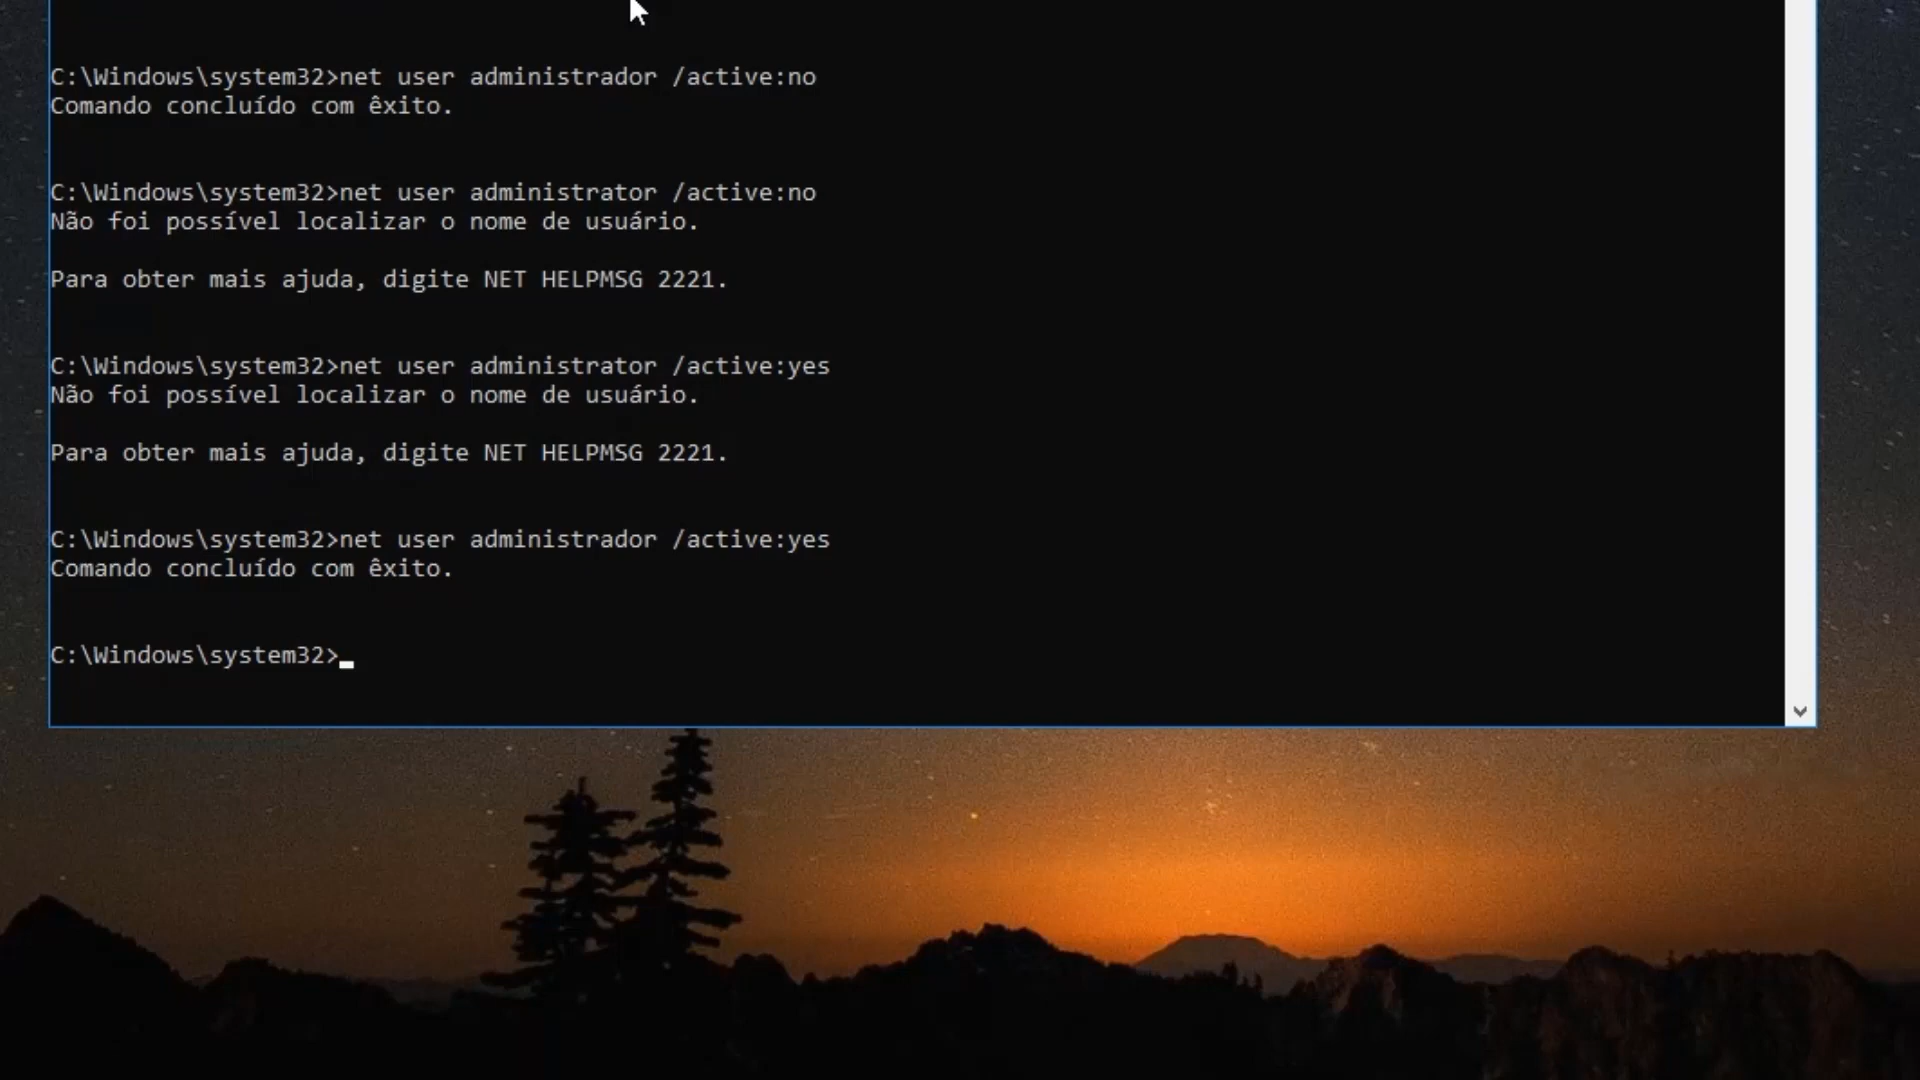 C:\Windows\system32>net user administrador /active:no
Comando concluído com êxito.
C:\Windows\system32>net user administrator /active:no
Não foi possível localizar o nome de usuário.
Para obter mais ajuda, digite NET HELPMSG 2221.
C:\Windows\system32>net user administrator /active:yes
Não foi possível localizar o nome de usuário.
Para obter mais ajuda, digite NET HELPMSG 2221.
C:\Windows\system32>net user administrador /active:yes
Comando concluído com êxito.
C:\Windows\system32>